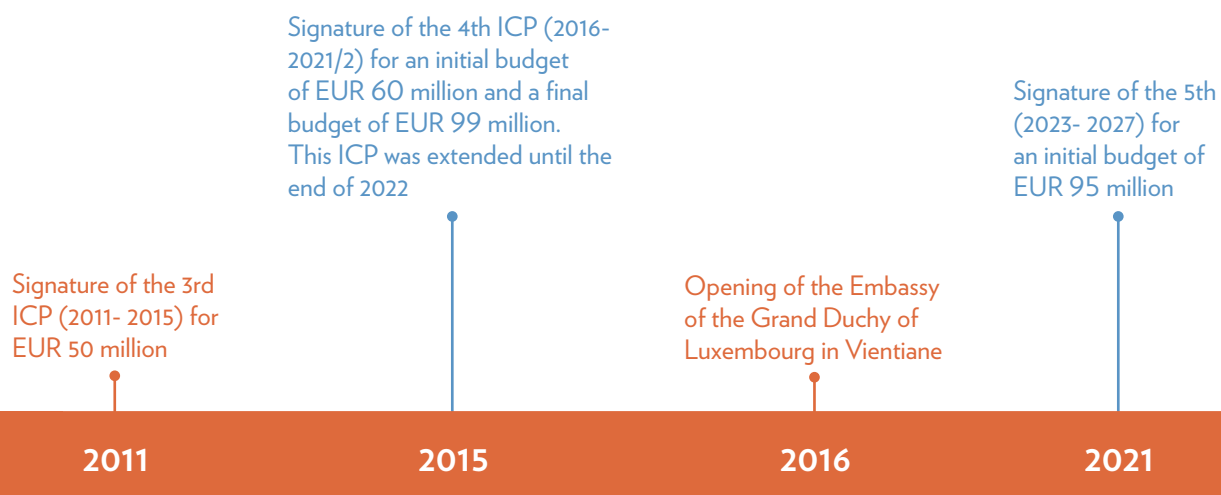 Signature of the 3rd
ICP (2011- 2015) for
EUR 50 million
Signature of the 4th ICP (2016-
2021/2) for an initial budget
of EUR 60 million and a final
budget of EUR 99 million.
This ICP was extended until the
end of 2022
Opening of the Embassy
of the Grand Duchy of
Luxembourg in Vientiane
Signature of the 5th
(2023- 2027) for
an initial budget of
EUR 95 million
2011
2015
2016
2021